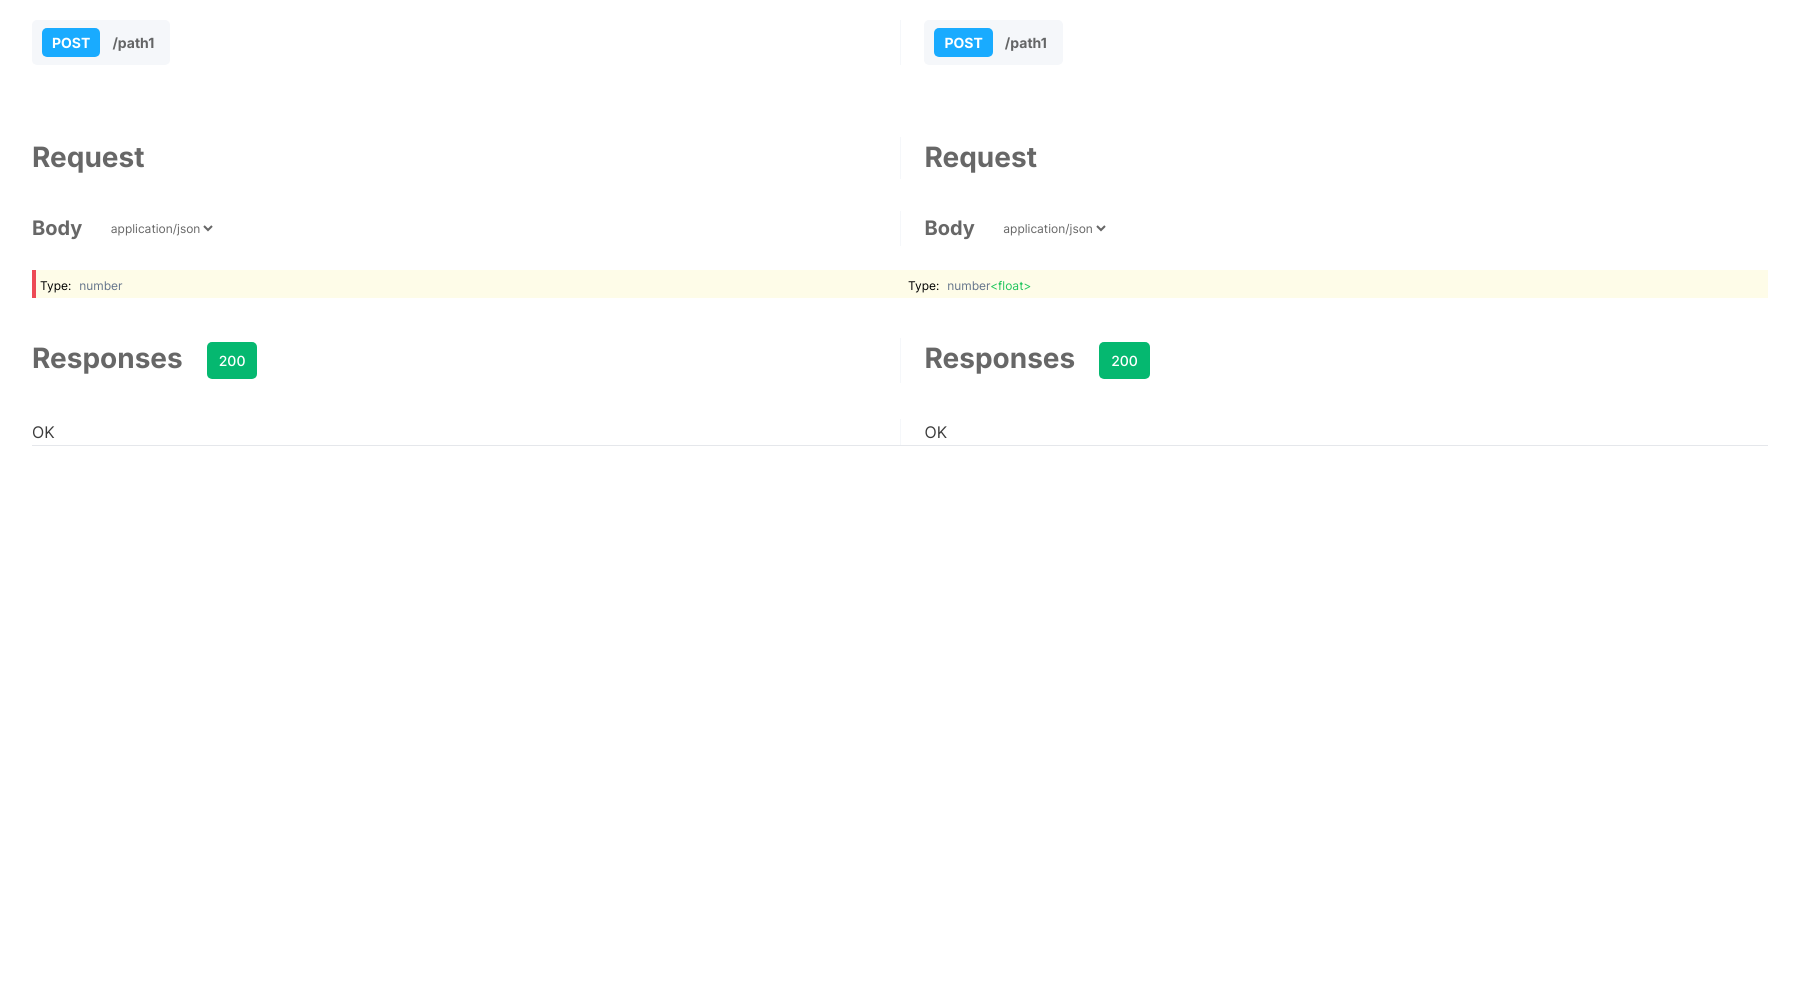 POST /path1 POST /path1
Request Request
Body application/json Body application/json
Type: number Type: number<float>
Responses 200 Responses 200
OK OK